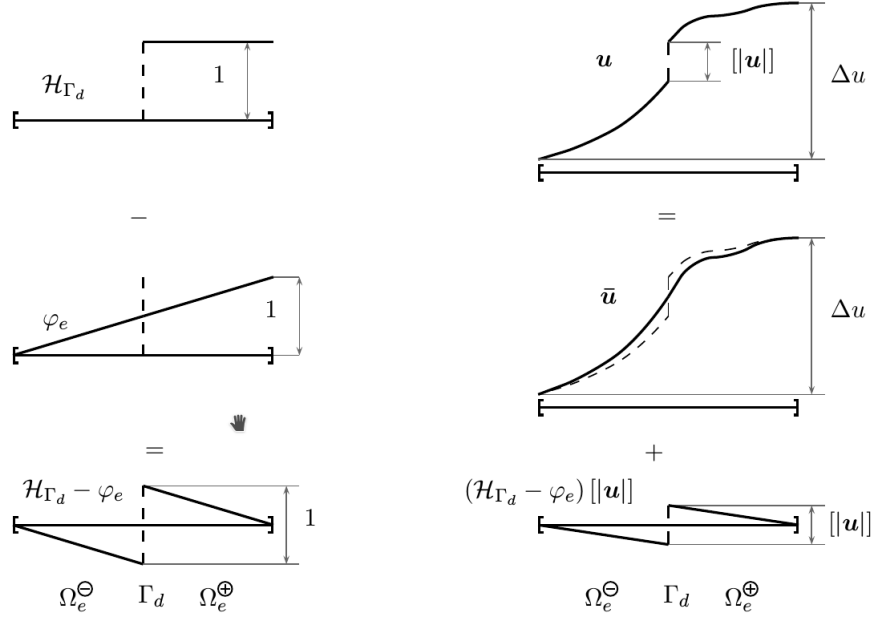 1
ℋ_{Γ_d}
−
φ_e
1
=
ℋ_{Γ_d} − φ_e
1
Ω_e^⊖ Γ_d Ω_e^⊕
u
[|u|]
Δu
=
ū
Δu
+
(ℋ_{Γ_d} − φ_e) [|u|]
[|u|]
Ω_e^⊖ Γ_d Ω_e^⊕